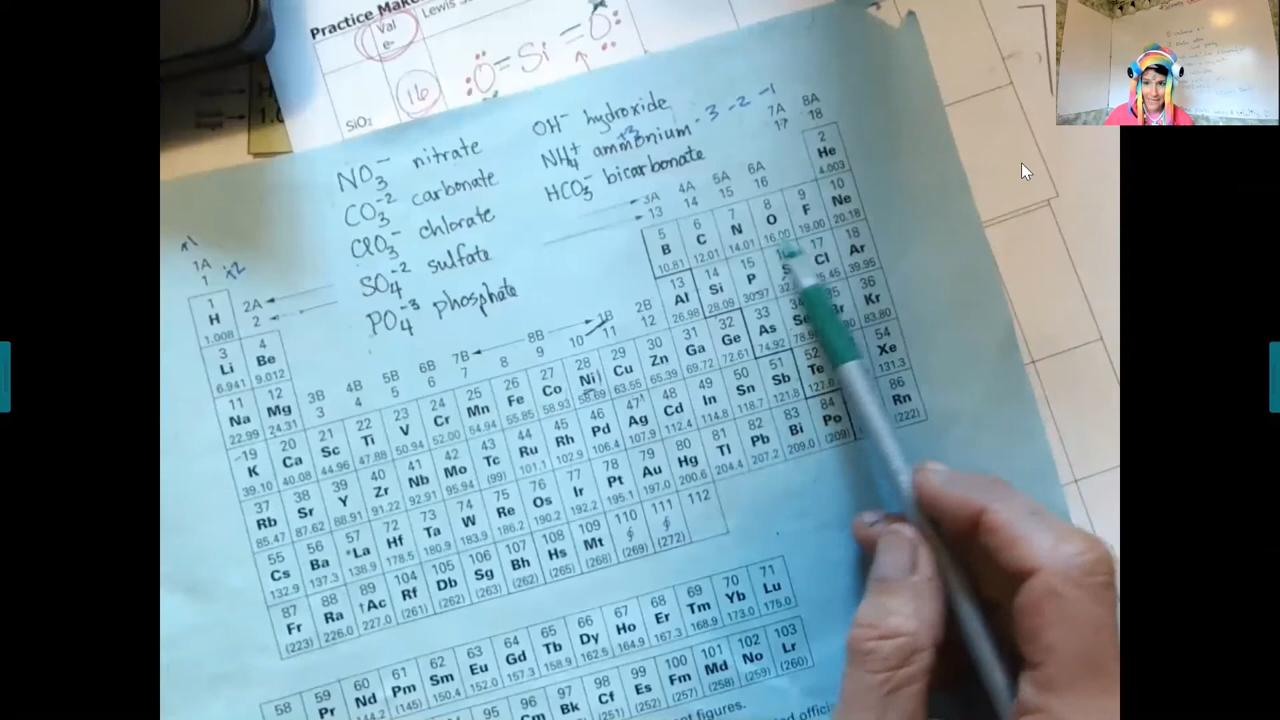 Practice Mak
Lewis S
Val
e-
SiO₂
16
O=Si=O
NO₃⁻ nitrate
CO₃⁻² carbonate
ClO₃⁻ chlorate
SO₄⁻² sulfate
PO₄⁻³ phosphate
OH⁻ hydroxide
NH₄⁺ ammonium
HCO₃⁻ bicarbonate
+1 +2 +3 -3 -2 -1
1A 2A 3B 4B 5B 6B 7B 8B 1B 2B 3A 4A 5A 6A 7A 8A
1 2 3 4 5 6 7 8 9 10 11 12 13 14 15 16 17 18
1 H 1.008
2 He 4.003
3 Li 6.941
4 Be 9.012
5 B 10.81
6 C 12.01
7 N 14.01
8 O 16.00
9 F 19.00
10 Ne 20.18
11 Na 22.99
12 Mg 24.31
13 Al 26.98
14 Si 28.09
15 P 30.97
S
17 Cl
18 Ar 39.95
19 K 39.10
20 Ca 40.08
21 Sc 44.96
22 Ti 47.88
23 V 50.94
24 Cr 52.00
25 Mn 54.94
26 Fe 55.85
27 Co 58.93
28 Ni 58.69
29 Cu 63.55
30 Zn 65.39
31 Ga 69.72
32 Ge 72.61
33 As 74.92
34 Se
35 Br
36 Kr 83.80
37 Rb 85.47
38 Sr 87.62
39 Y 88.91
40 Zr 91.22
41 Nb 92.91
42 Mo 95.94
43 Tc (99)
44 Ru 101.1
45 Rh 102.9
46 Pd 106.4
47 Ag 107.9
48 Cd 112.4
49 In 114.8
50 Sn 118.7
51 Sb 121.8
52 Te 127.6
54 Xe 131.3
55 Cs 132.9
56 Ba 137.3
57 *La 138.9
72 Hf 178.5
73 Ta 180.9
74 W 183.9
75 Re 186.2
76 Os 190.2
77 Ir 192.2
78 Pt 195.1
79 Au 197.0
80 Hg 200.6
81 Tl 204.4
82 Pb 207.2
83 Bi 209.0
84 Po (209)
86 Rn (222)
87 Fr (223)
88 Ra 226.0
89 †Ac 227.0
104 Rf (261)
105 Db (262)
106 Sg (263)
107 Bh (262)
108 Hs (265)
109 Mt (268)
110 (269)
111 (272)
112
58
59 Pr
60 Nd 144.2
61 Pm (145)
62 Sm 150.4
63 Eu 152.0
64 Gd 157.3
65 Tb 158.9
66 Dy 162.5
67 Ho 164.9
68 Er 167.3
69 Tm 168.9
70 Yb 173.0
71 Lu 175.0
95
96 Cm
97 Bk
98 Cf (251)
99 Es (252)
100 Fm (257)
101 Md (258)
102 No (259)
103 Lr (260)
figures.